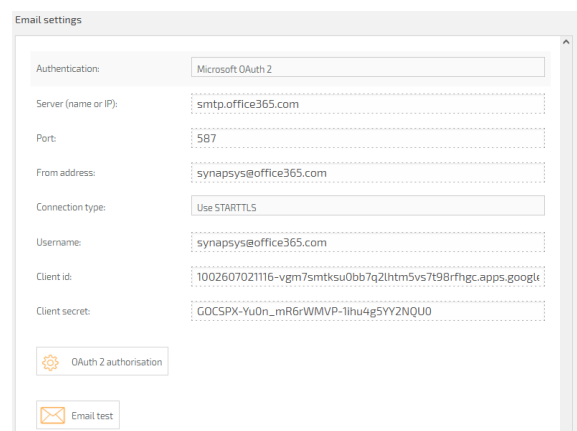 Email settings
Authentication: Microsoft OAuth 2
Server (name or IP): smtp.office365.com
Port: 587
From address: synapsys@office365.com
Connection type: Use STARTTLS
Username: synapsys@office365.com
Client id: 1002607021116-vgm7smtksu0bb7q2lhtm5vs7t98rfhgc.apps.google
Client secret: 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
OAuth 2 authorisation
Email test